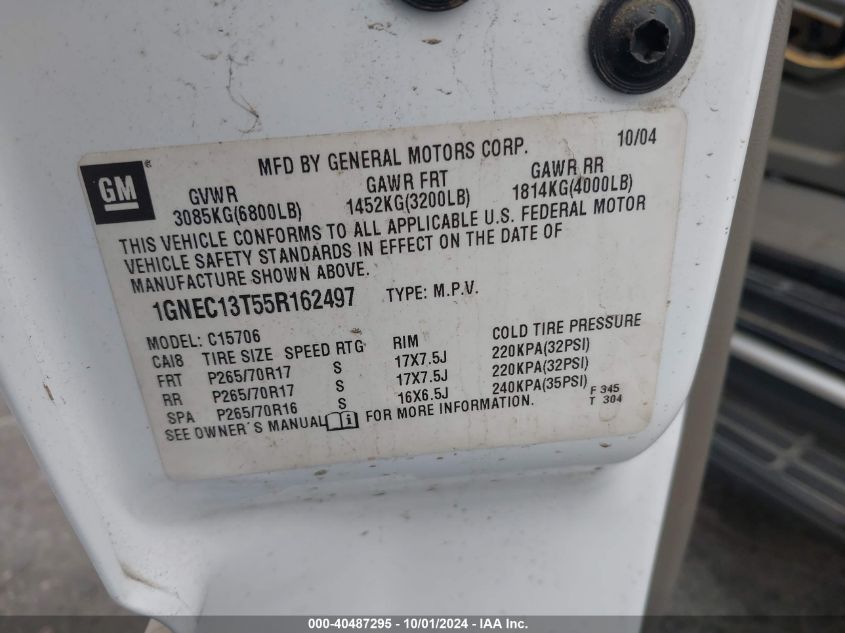 GM®
MFD BY GENERAL MOTORS CORP. 10/04
GVWR GAWR FRT GAWR RR
3085KG(6800LB) 1452KG(3200LB) 1814KG(4000LB)
THIS VEHICLE CONFORMS TO ALL APPLICABLE U.S. FEDERAL MOTOR
VEHICLE SAFETY STANDARDS IN EFFECT ON THE DATE OF
MANUFACTURE SHOWN ABOVE.
1GNEC13T55R162497 TYPE: M.P.V.
MODEL: C15706
CAI8 TIRE SIZE SPEED RTG RIM COLD TIRE PRESSURE
FRT P265/70R17 S 17X7.5J 220KPA(32PSI)
RR P265/70R17 S 17X7.5J 220KPA(32PSI)
SPA P265/70R16 S 16X6.5J 240KPA(35PSI) F 345
T 304
SEE OWNER'S MANUAL i FOR MORE INFORMATION.
000-40487295 - 10/01/2024 - IAA Inc.